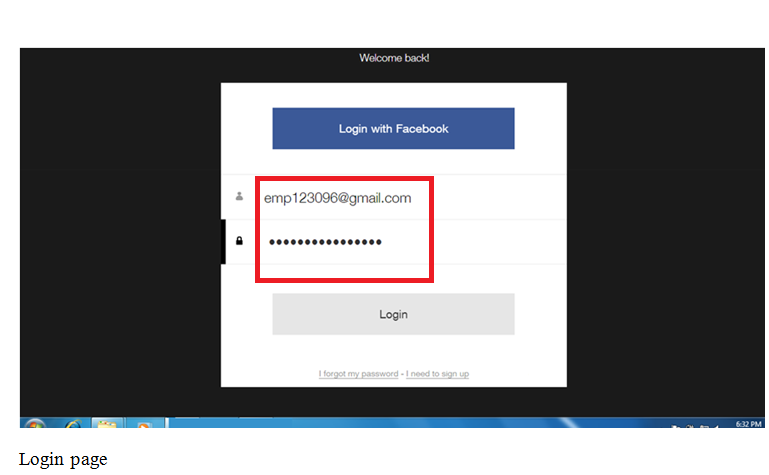 Welcome back!
Login with Facebook
emp123096@gmail.com
••••••••••••••••
Login
I forgot my password - I need to sign up
6:32 PM
Login page